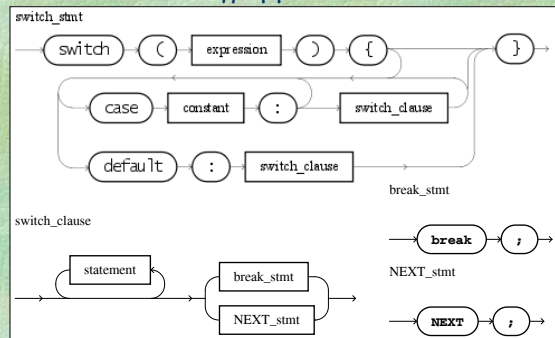 switch_stmt
switch ( expression ) { }
case constant : switch_clause
default : switch_clause
break_stmt
switch_clause
break ;
statement
break_stmt
NEXT_stmt
NEXT_stmt
NEXT ;